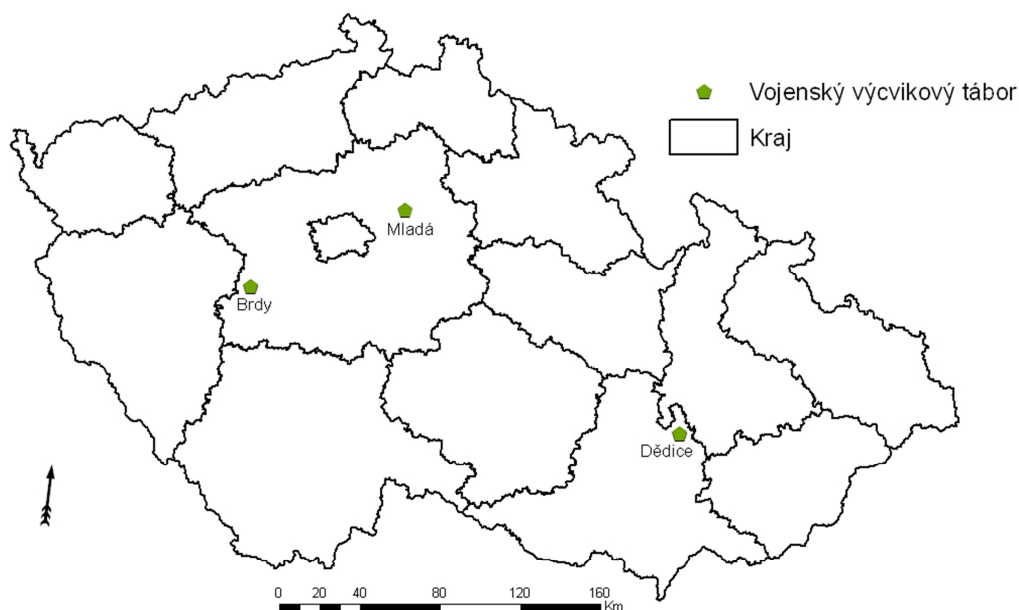 Vojenský výcvikový tábor
Kraj
Mladá
Brdy
Dědice
0 20 40 80 120 160
Km